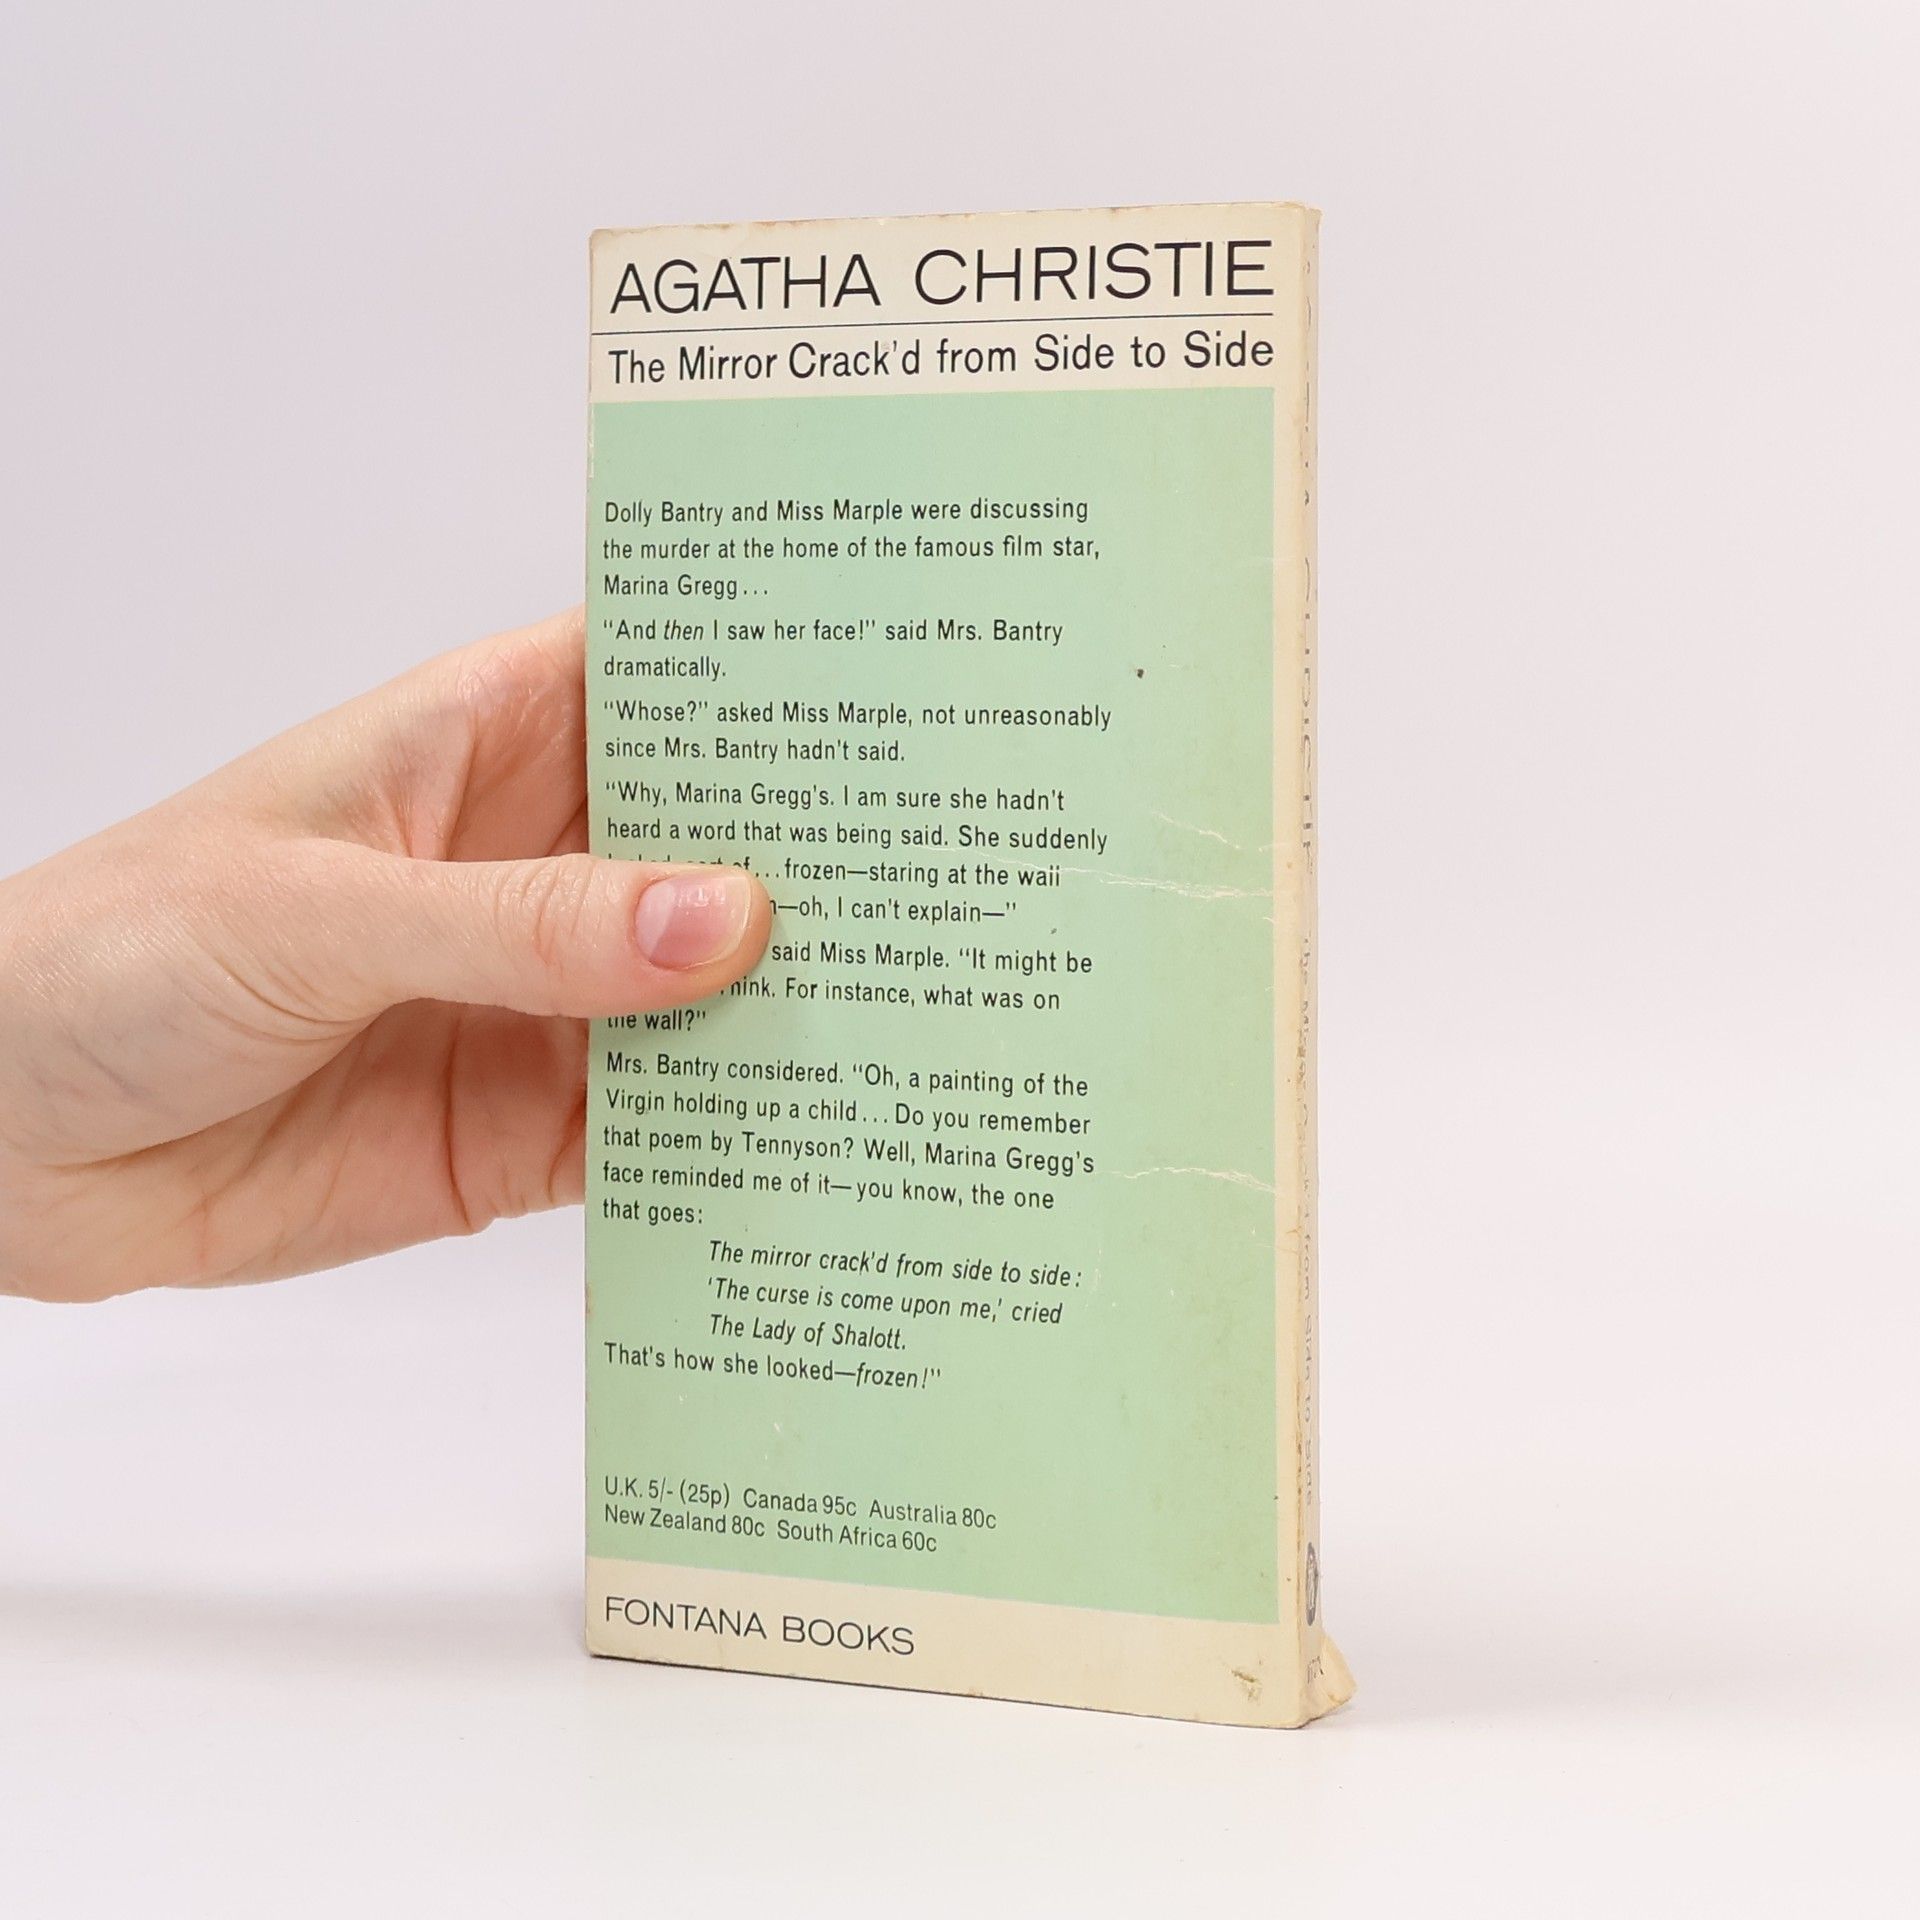 AGATHA CHRISTIE
The Mirror Crack'd from Side to Side
Dolly Bantry and Miss Marple were discussing
the murder at the home of the famous film star,
Marina Gregg...
“And then I saw her face!” said Mrs. Bantry
dramatically.
“Whose?” asked Miss Marple, not unreasonably
since Mrs. Bantry hadn't said.
“Why, Marina Gregg's. I am sure she hadn't
heard a word that was being said. She suddenly
...frozen—staring at the wall
—oh, I can't explain—”
said Miss Marple. “It might be
For instance, what was on
the wall?”
Mrs. Bantry considered. “Oh, a painting of the
Virgin holding up a child... Do you remember
that poem by Tennyson? Well, Marina Gregg's
face reminded me of it—you know, the one
that goes:
The mirror crack'd from side to side:
'The curse is come upon me,' cried
The Lady of Shalott.
That's how she looked—frozen!”
U.K. 5/- (25p) Canada 95c Australia 80c
New Zealand 80c South Africa 60c
FONTANA BOOKS